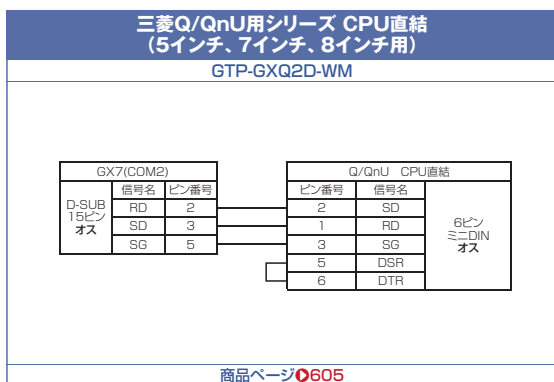 三菱Q/QnU用シリーズ CPU直結
（5インチ、7インチ、8インチ用）
GTP-GXQ2D-WM
GX7(COM2)
D-SUB
15ピン
オス
信号名 ピン番号
RD 2
SD 3
SG 5
Q/QnU CPU直結
ピン番号 信号名
2 SD
1 RD
3 SG
5 DSR
6 DTR
6ピン
ミニDIN
オス
商品ページ605